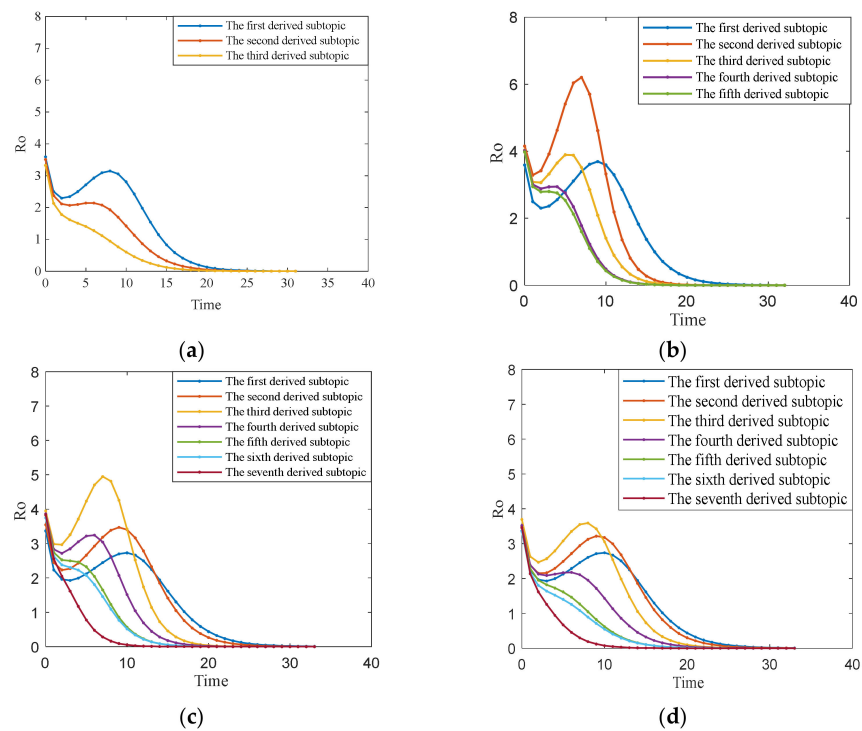 8
7
6
5
4
3
2
1
0
Ro
0 5 10 15 20 25 30 35 40
Time
The first derived subtopic
The second derived subtopic
The third derived subtopic
(a)
8
6
4
2
0
Ro
0 10 20 30 40
Time
The first derived subtopic
The second derived subtopic
The third derived subtopic
The fourth derived subtopic
The fifth derived subtopic
(b)
8
7
6
5
4
3
2
1
0
Ro
0 10 20 30 40
Time
The first derived subtopic
The second derived subtopic
The third derived subtopic
The fourth derived subtopic
The fifth derived subtopic
The sixth derived subtopic
The seventh derived subtopic
(c)
8
7
6
5
4
3
2
1
0
Ro
0 10 20 30 40
Time
The first derived subtopic
The second derived subtopic
The third derived subtopic
The fourth derived subtopic
The fifth derived subtopic
The sixth derived subtopic
The seventh derived subtopic
(d)